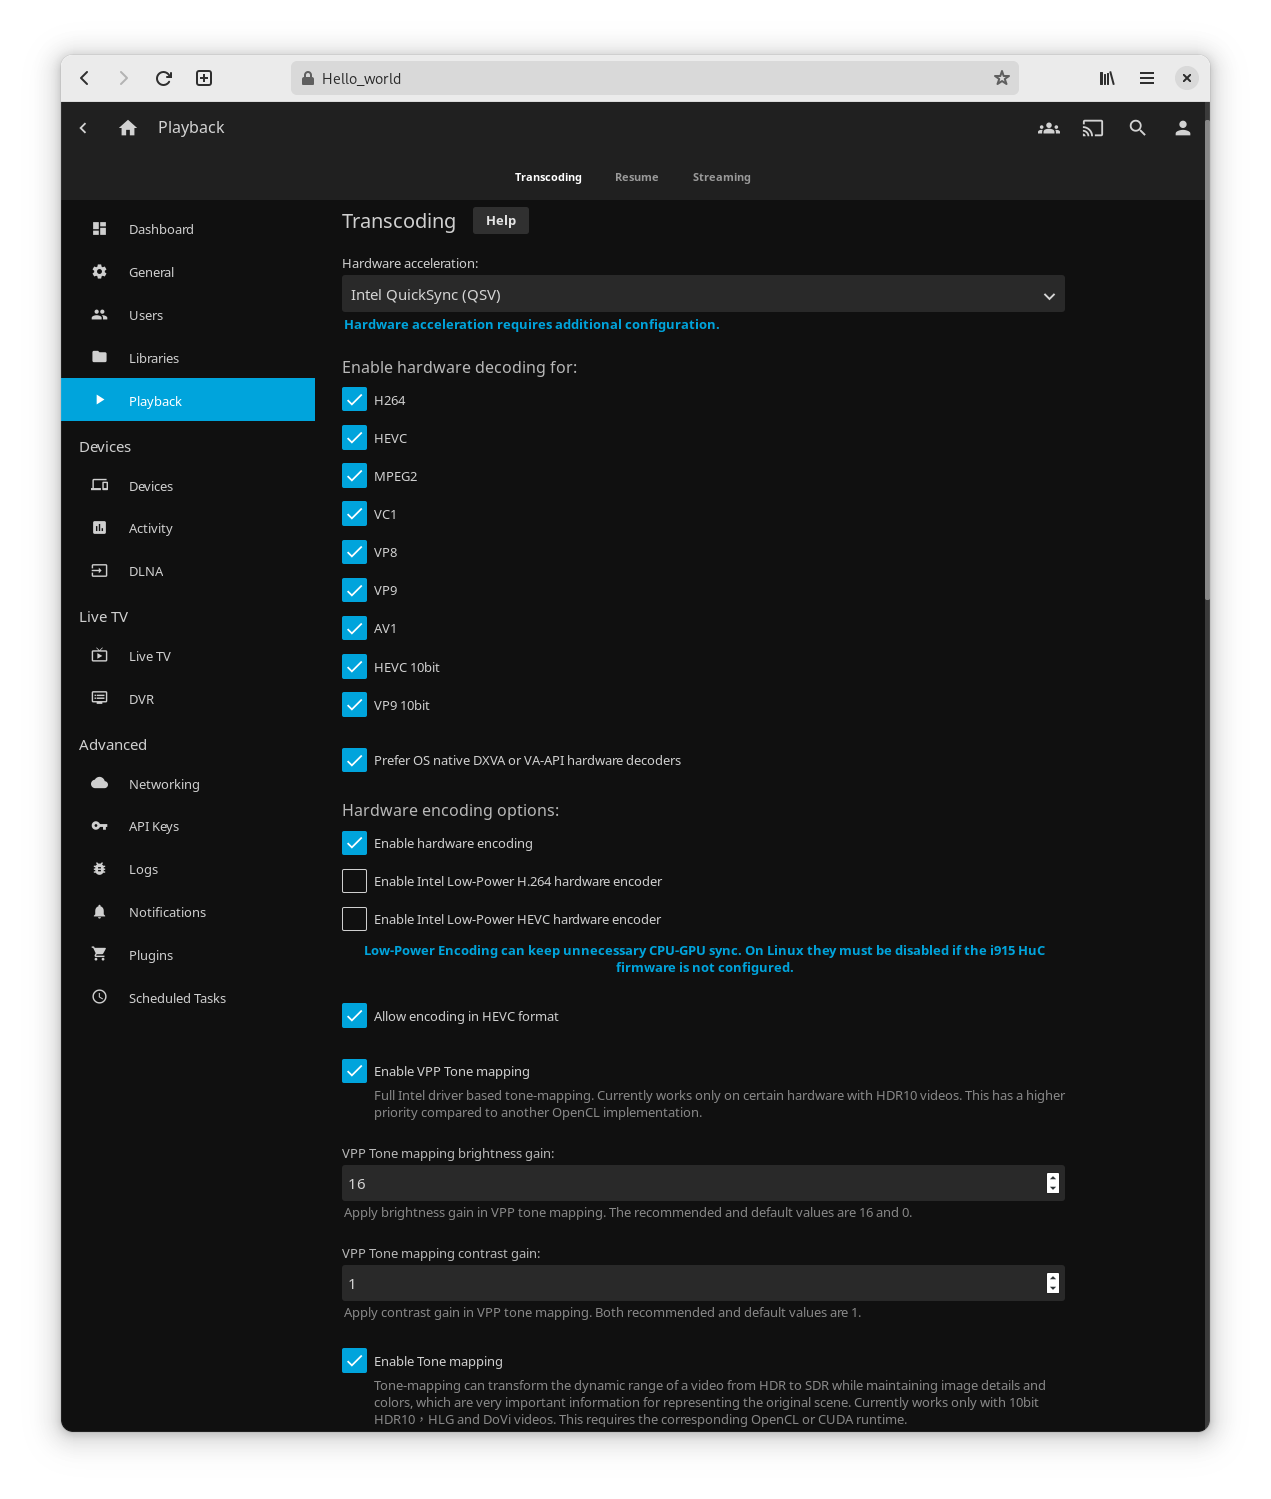 Hello_world
Playback
Transcoding Resume Streaming
Dashboard
General
Users
Libraries
Playback
Devices
Devices
Activity
DLNA
Live TV
Live TV
DVR
Advanced
Networking
API Keys
Logs
Notifications
Plugins
Scheduled Tasks
Transcoding Help
Hardware acceleration:
Intel QuickSync (QSV)
Hardware acceleration requires additional configuration.
Enable hardware decoding for:
H264
HEVC
MPEG2
VC1
VP8
VP9
AV1
HEVC 10bit
VP9 10bit
Prefer OS native DXVA or VA-API hardware decoders
Hardware encoding options:
Enable hardware encoding
Enable Intel Low-Power H.264 hardware encoder
Enable Intel Low-Power HEVC hardware encoder
Low-Power Encoding can keep unnecessary CPU-GPU sync. On Linux they must be disabled if the i915 HuC
firmware is not configured.
Allow encoding in HEVC format
Enable VPP Tone mapping
Full Intel driver based tone-mapping. Currently works only on certain hardware with HDR10 videos. This has a higher
priority compared to another OpenCL implementation.
VPP Tone mapping brightness gain:
16
Apply brightness gain in VPP tone mapping. The recommended and default values are 16 and 0.
VPP Tone mapping contrast gain:
1
Apply contrast gain in VPP tone mapping. Both recommended and default values are 1.
Enable Tone mapping
Tone-mapping can transform the dynamic range of a video from HDR to SDR while maintaining image details and
colors, which are very important information for representing the original scene. Currently works only with 10bit
HDR10，HLG and DoVi videos. This requires the corresponding OpenCL or CUDA runtime.